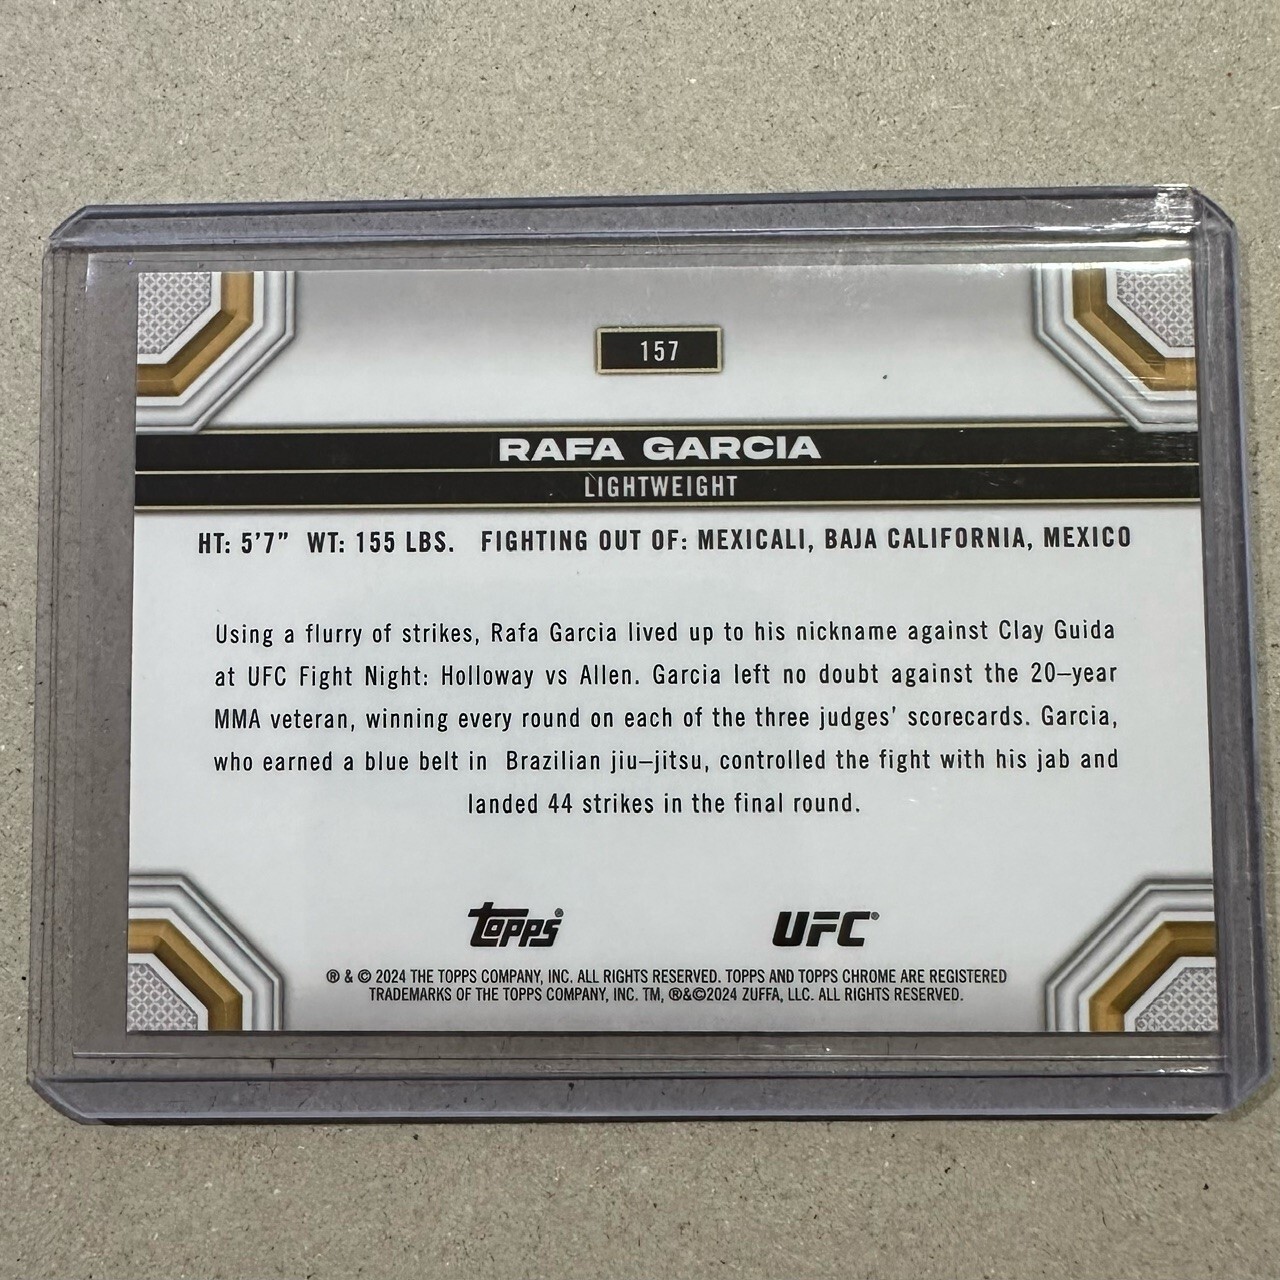 157
RAFA GARCIA
LIGHTWEIGHT
HT: 5’7” WT: 155 LBS. FIGHTING OUT OF: MEXICALI, BAJA CALIFORNIA, MEXICO
Using a flurry of strikes, Rafa Garcia lived up to his nickname against Clay Guida
at UFC Fight Night: Holloway vs Allen. Garcia left no doubt against the 20–year
MMA veteran, winning every round on each of the three judges’ scorecards. Garcia,
who earned a blue belt in Brazilian jiu–jitsu, controlled the fight with his jab and
landed 44 strikes in the final round.
Topps® UFC®
® & © 2024 THE TOPPS COMPANY, INC. ALL RIGHTS RESERVED. TOPPS AND TOPPS CHROME ARE REGISTERED
TRADEMARKS OF THE TOPPS COMPANY, INC. TM, ®&©2024 ZUFFA, LLC. ALL RIGHTS RESERVED.